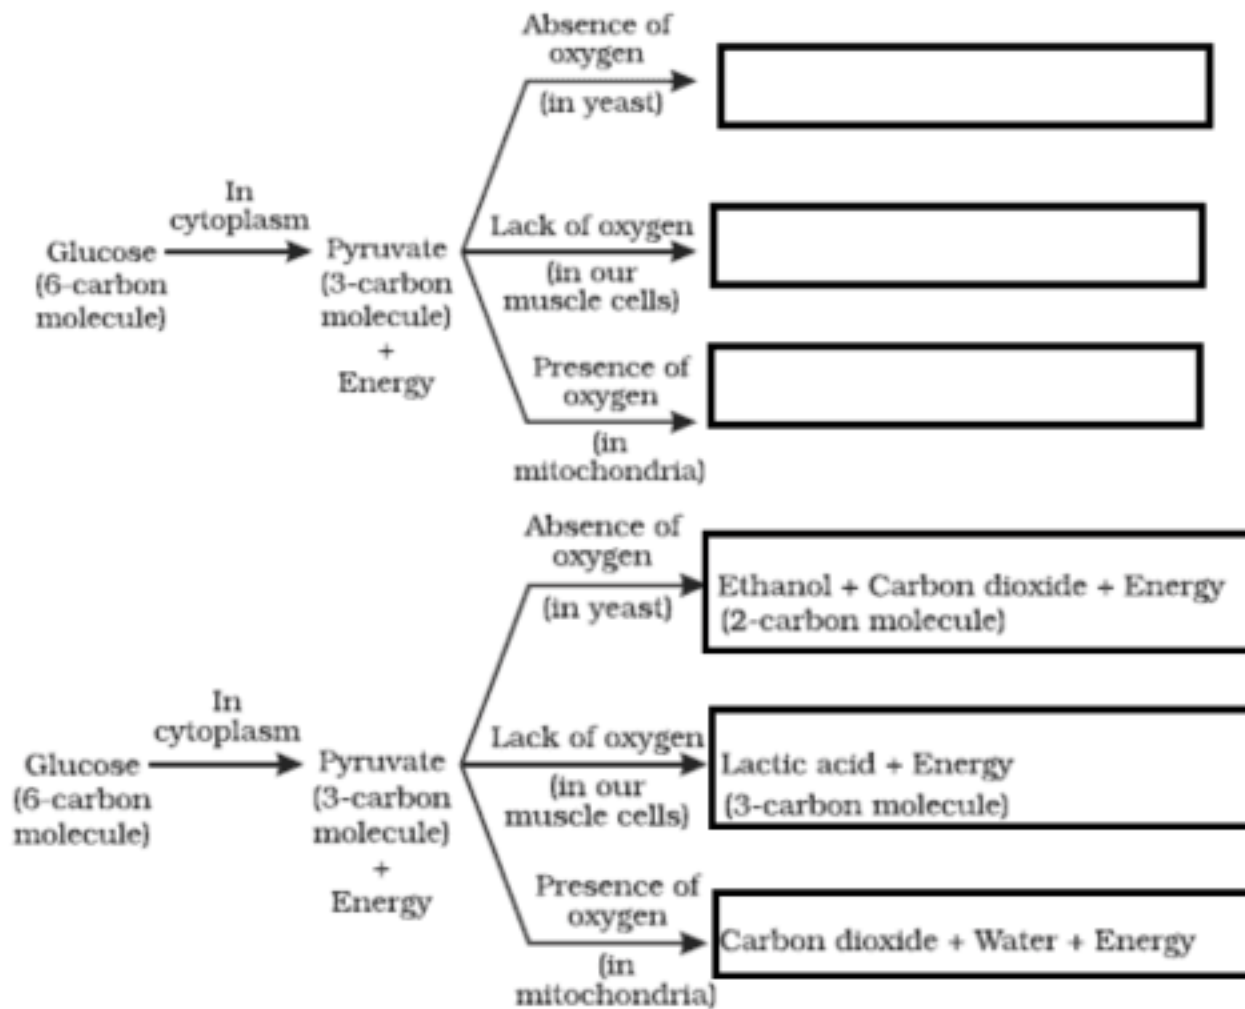 Absence of
oxygen
(in yeast)
In
cytoplasm
Glucose
(6-carbon
molecule)
Pyruvate
(3-carbon
molecule)
+
Energy
Lack of oxygen
(in our
muscle cells)
Presence of
oxygen
(in
mitochondria)
Absence of
oxygen
(in yeast)
Ethanol + Carbon dioxide + Energy
(2-carbon molecule)
In
cytoplasm
Glucose
(6-carbon
molecule)
Pyruvate
(3-carbon
molecule)
+
Energy
Lack of oxygen
(in our
muscle cells)
Lactic acid + Energy
(3-carbon molecule)
Presence of
oxygen
(in
mitochondria)
Carbon dioxide + Water + Energy